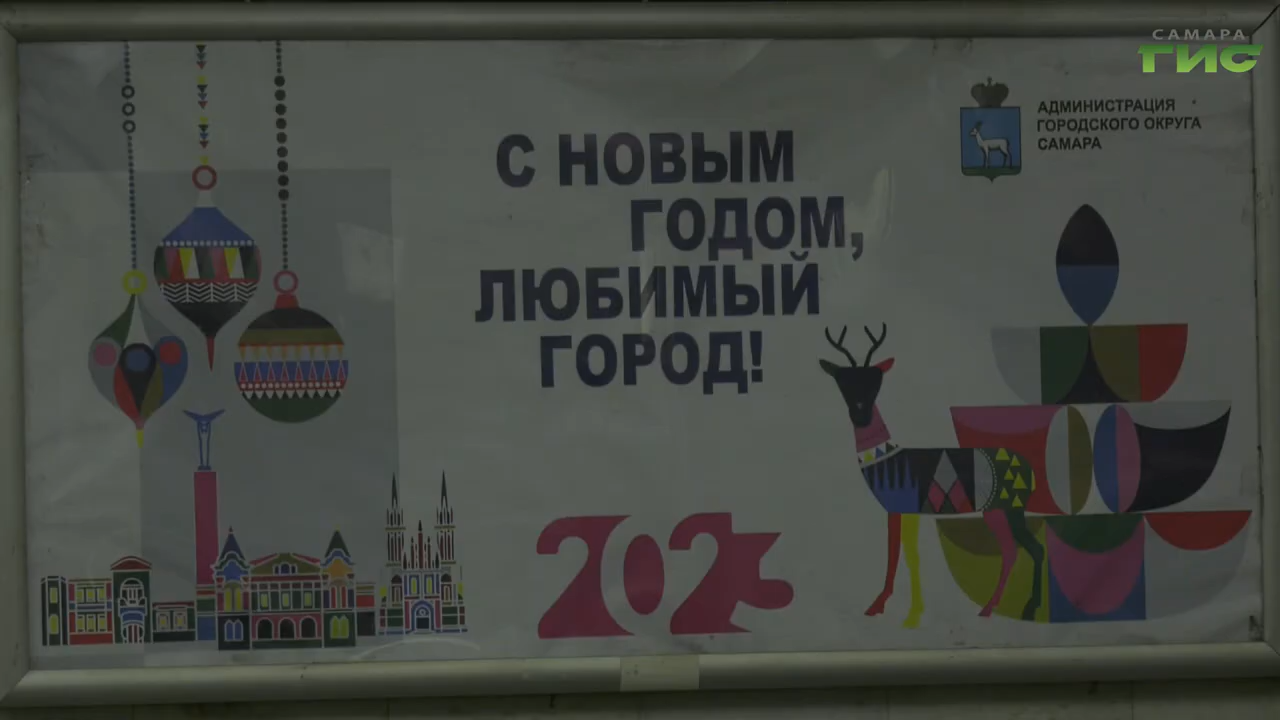 САМАРА
ГИС
АДМИНИСТРАЦИЯ
ГОРОДСКОГО ОКРУГА
САМАРА
С НОВЫМ
ГОДОМ,
ЛЮБИМЫЙ
ГОРОД!
2023